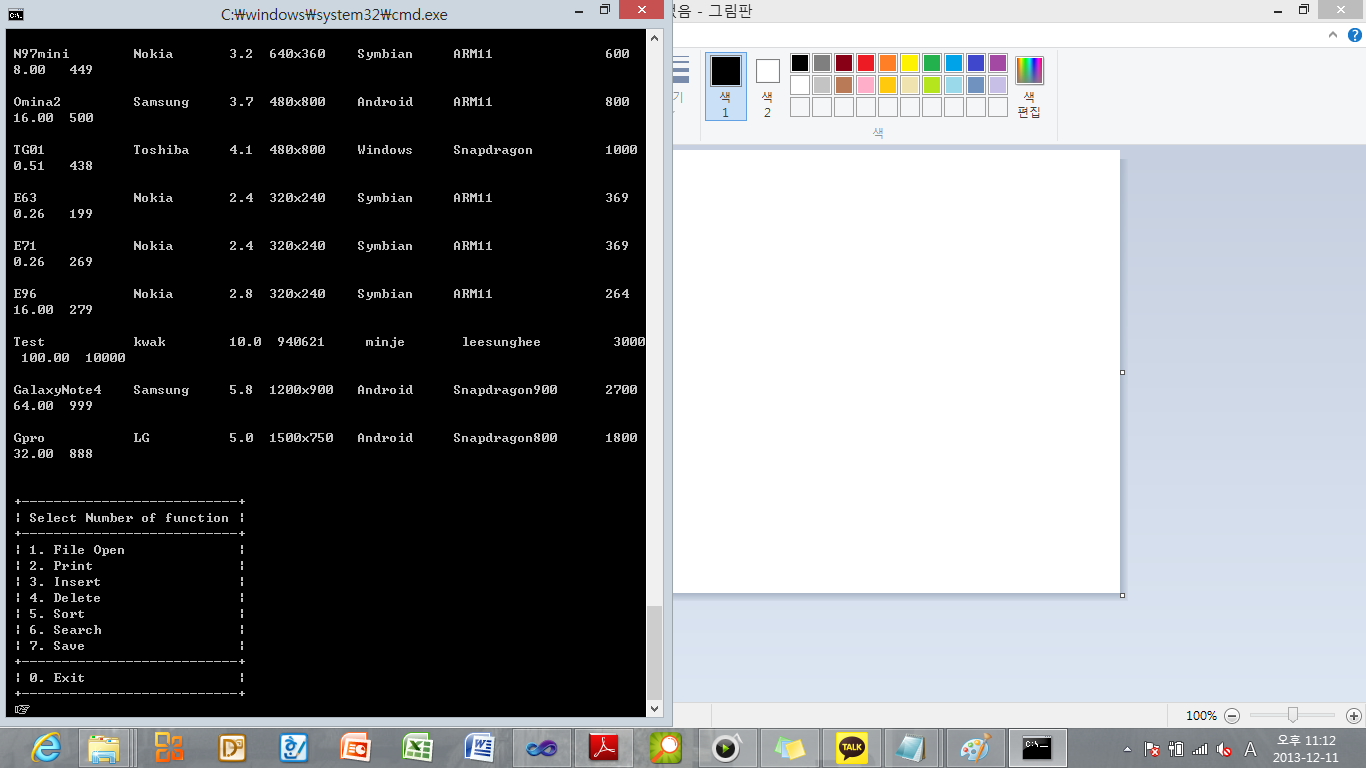 C:\windows\system32\cmd.exe
없음 - 그림판
N97mini Nokia 3.2 640x360 Symbian ARM11 600
8.00 449
Omina2 Samsung 3.7 480x800 Android ARM11 800
16.00 500
TG01 Toshiba 4.1 480x800 Windows Snapdragon 1000
0.51 438
E63 Nokia 2.4 320x240 Symbian ARM11 369
0.26 199
E71 Nokia 2.4 320x240 Symbian ARM11 369
0.26 269
E96 Nokia 2.8 320x240 Symbian ARM11 264
16.00 279
Test kwak 10.0 940621 minje leesunghee 3000
100.00 10000
GalaxyNote4 Samsung 5.8 1200x900 Android Snapdragon900 2700
64.00 999
Gpro LG 5.0 1500x750 Android Snapdragon800 1800
32.00 888
+---------------------------+
| Select Number of function |
+---------------------------+
| 1. File Open |
| 2. Print |
| 3. Insert |
| 4. Delete |
| 5. Sort |
| 6. Search |
| 7. Save |
+---------------------------+
| 0. Exit |
+---------------------------+
☞
기
색
1
색
2
색
편집
색
100%
TALK
C:\_
A
오후 11:12
2013-12-11